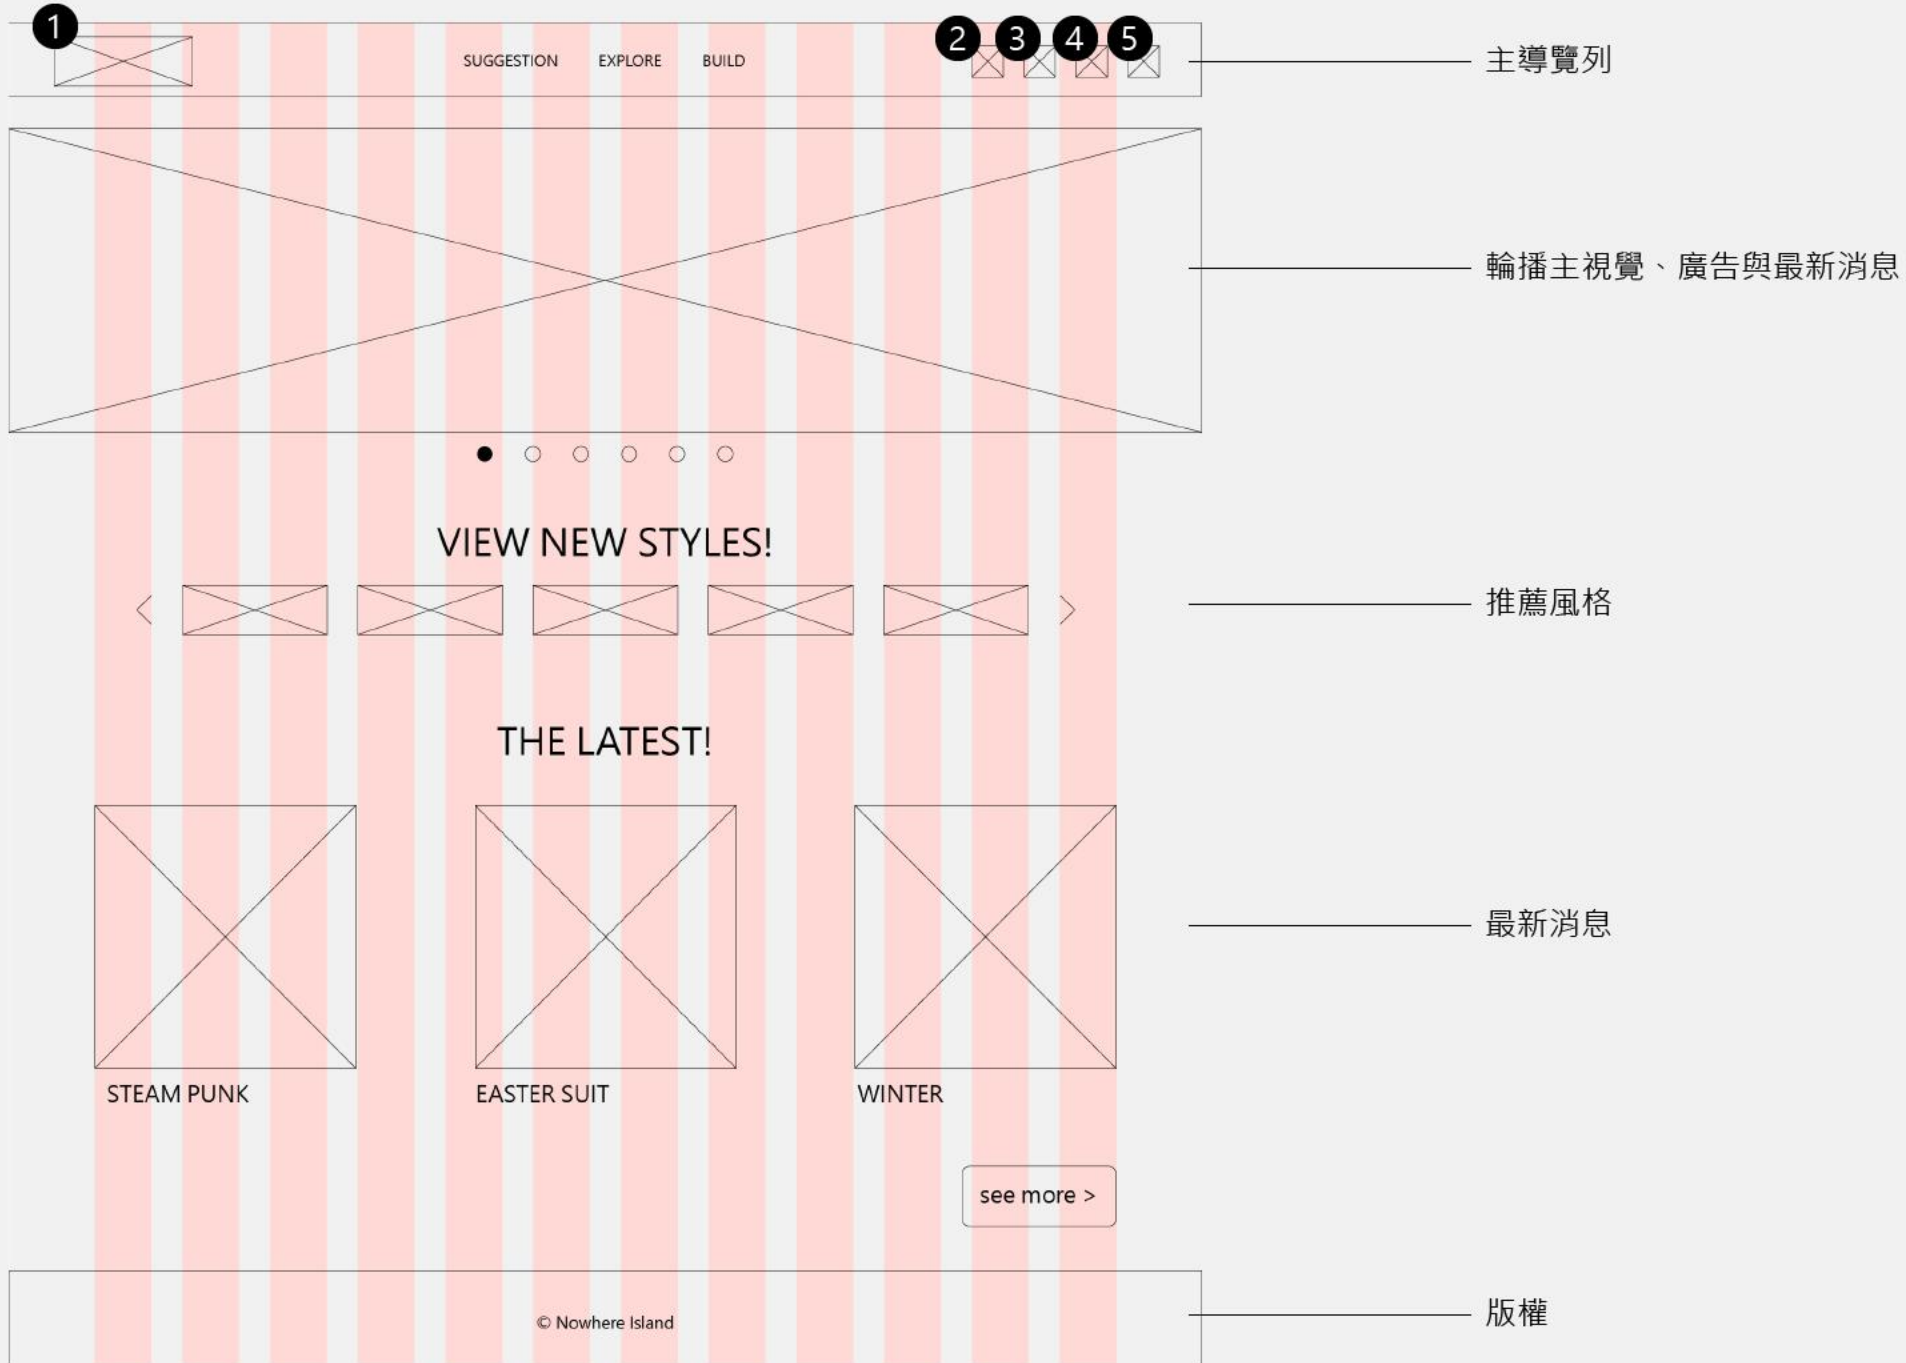 1
SUGGESTION EXPLORE BUILD
2 3 4 5
主導覽列
輪播主視覺、廣告與最新消息
VIEW NEW STYLES!
推薦風格
THE LATEST!
最新消息
STEAM PUNK
EASTER SUIT
WINTER
see more >
© Nowhere Island
版權